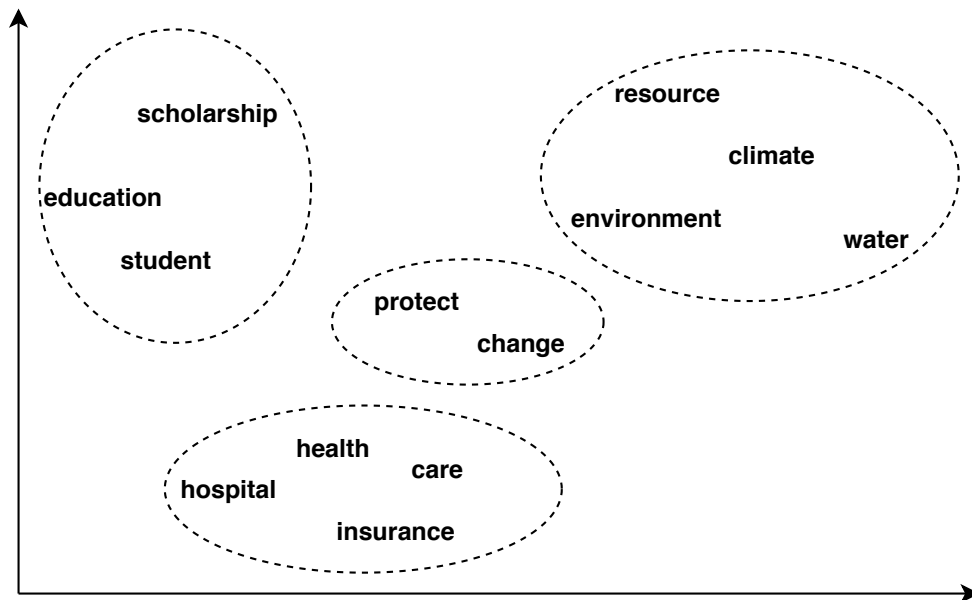 scholarship
education
student
resource
climate
environment
water
protect
change
health
care
hospital
insurance